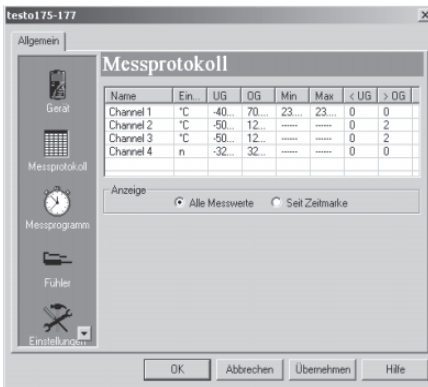 testo175-177
Allgemein
Messprotokoll
Gerät
Messprotokoll
Messprogramm
Fühler
Einstellungen
Name Ein... UG OG Min Max < UG > OG
Channel 1 °C -40... 70.... 23.... 23.... 0 0
Channel 2 °C -50... 12... ------ ------ 0 2
Channel 3 °C -50... 12... ------ ------ 0 2
Channel 4 n -32... 32... ------ ------ 0 0
Anzeige
Alle Messwerte Seit Zeitmarke
OK Abbrechen Übernehmen Hilfe